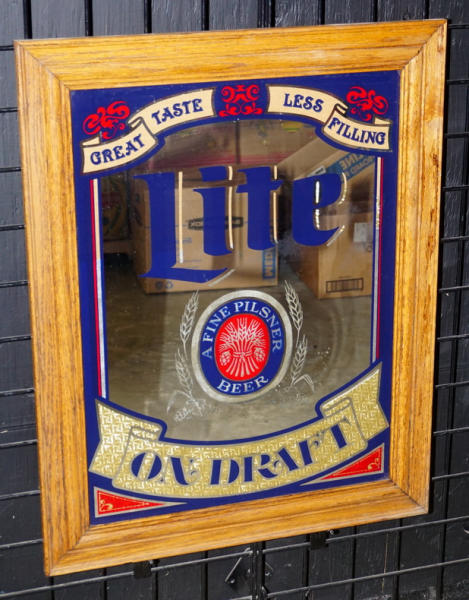 GREAT TASTE LESS FILLING
Lite
A FINE PILSNER
BEER
ON DRAFT